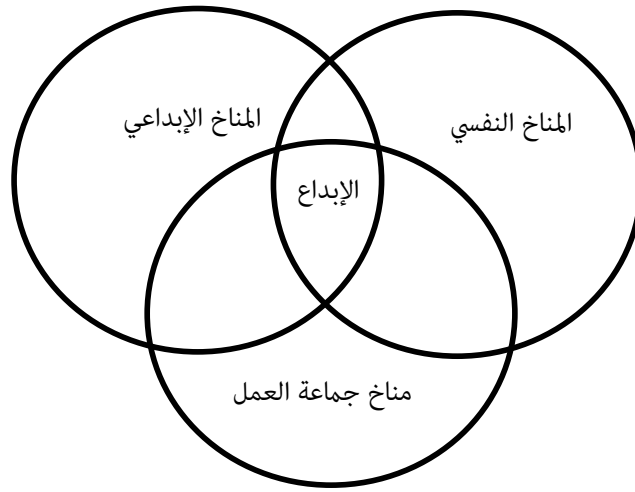 المناخ النفسي
المناخ الإبداعي
الإبداع
مناخ جماعة العمل